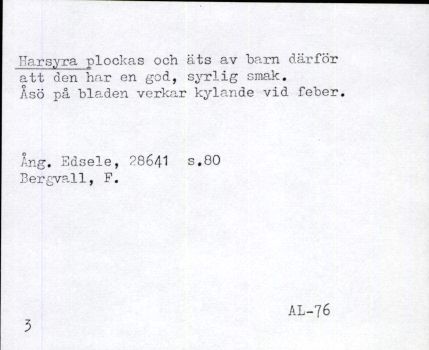 Harsyra plockas och äts av barn därför
att den har en god, syrlig smak.
Åsö på bladen verkar kylande vid feber.
Ång. Edsele, 28641 s.80
Bergvall, F.
AL-76
3